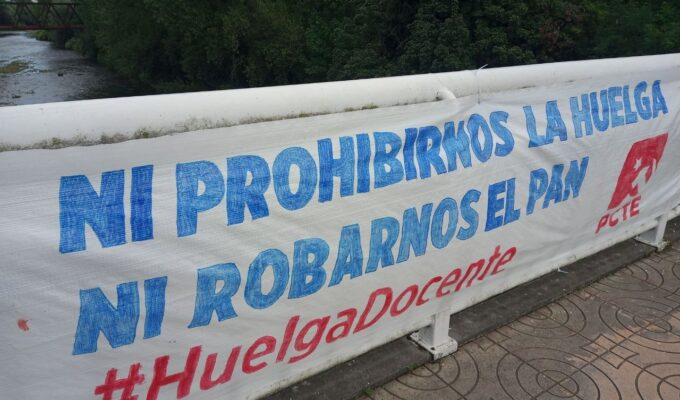 NI PROHIBIRNOS LA HUELGA
NI ROBARNOS EL PAN
PCTE
#HuelgaDocente